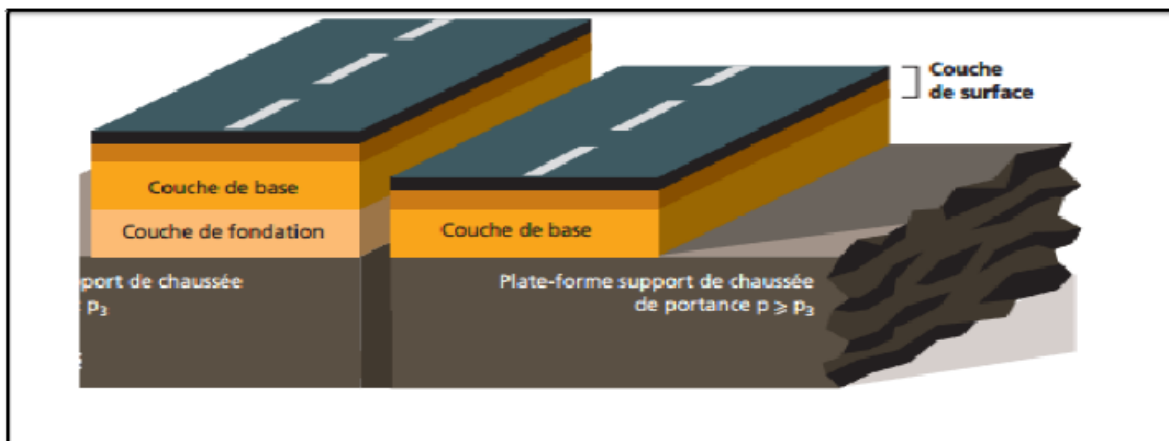 Couche
de surface
Couche de base
Couche de fondation
Couche de base
port de chaussée
p₃
Plate-forme support de chaussée
de portance p ⩾ p₃